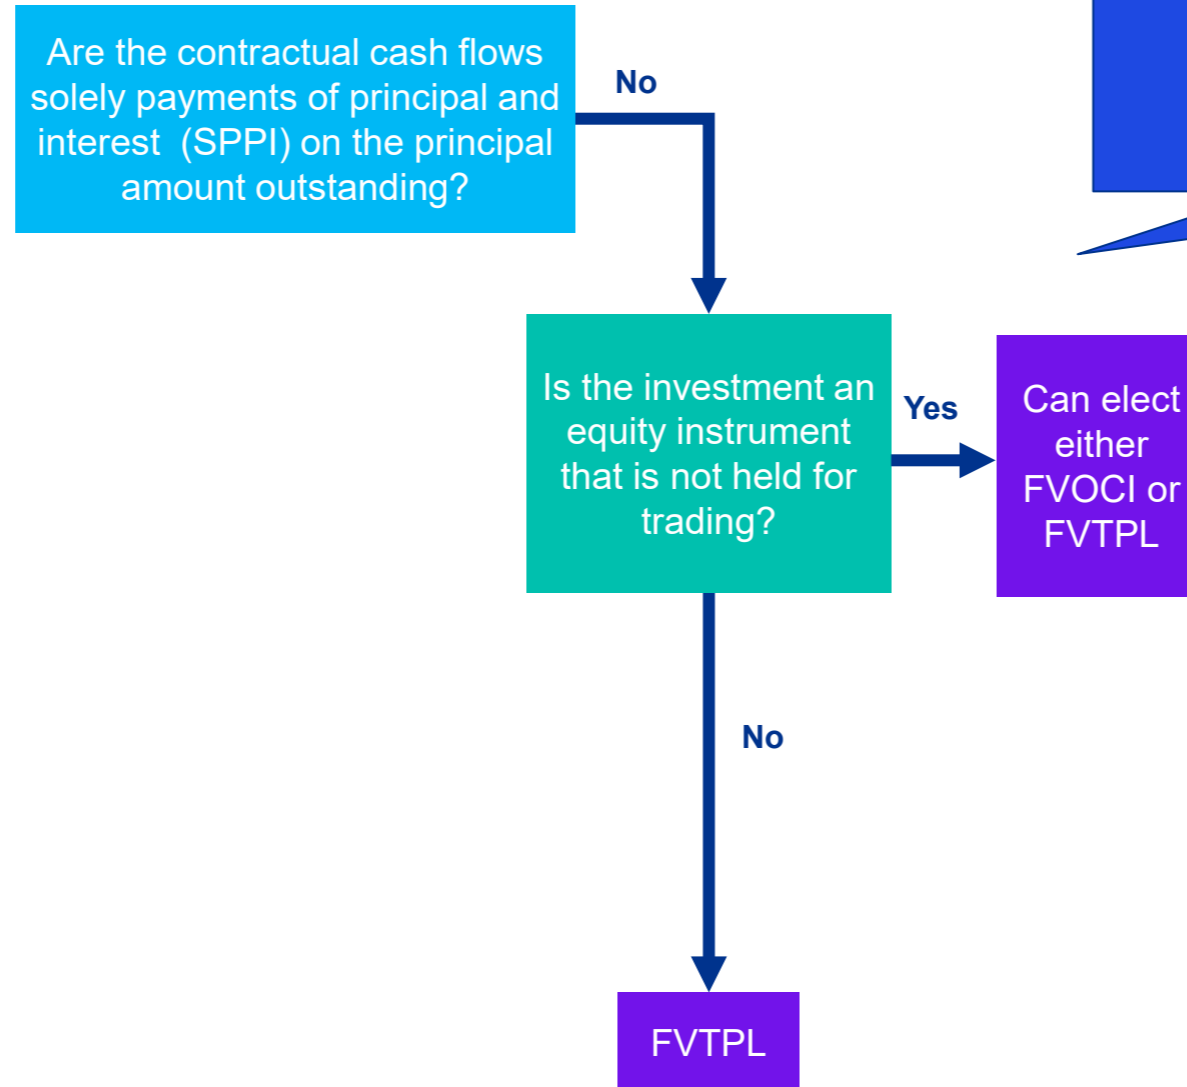 Are the contractual cash flows
solely payments of principal and
interest  (SPPI) on the principal
amount outstanding?
No
Is the investment an
equity instrument
that is not held for
trading?
Yes
Can elect
either
FVOCI or
FVTPL
No
FVTPL